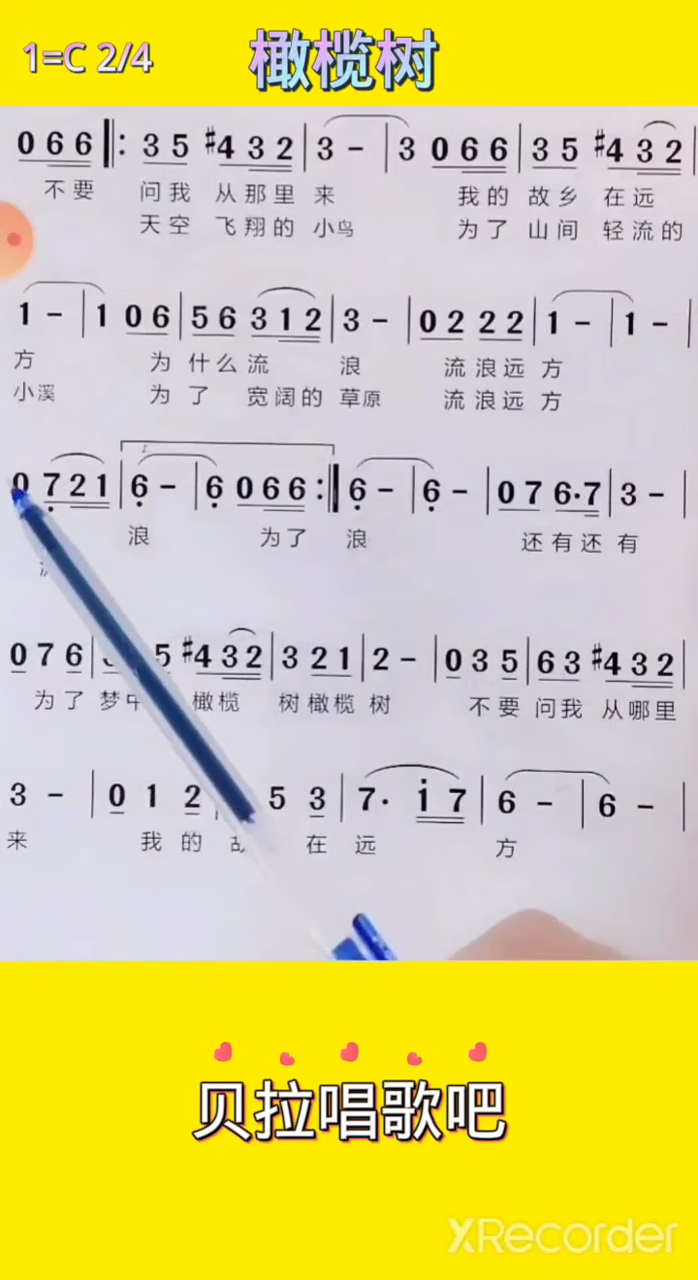 1=C 2/4 橄榄树
0 6 6 ‖: 3 5 #4 3 2 | 3 - | 3 0 6 6 | 3 5 #4 3 2 |
不要 问我 从那里来 我的故乡 在远
天空 飞翔的小鸟 为了山间 轻流的
1 - | 1 0 6 | 5 6 3 1 2 | 3 - | 0 2 2 2 | 1 - | 1 - |
方 为什么流 浪 流浪远方
小溪 为了 宽阔的草原 流浪远方
0 7 2 1 | 6 - | 6 0 6 6 :‖ 6 - | 6 - | 0 7 6·7 | 3 - |
浪 为了 浪 还有还有
0 7 6 | 5 #4 3 2 | 3 2 1 | 2 - | 0 3 5 | 6 3 #4 3 2 |
为了梦中 橄榄 树橄榄树 不要问我 从哪里
3 - | 0 1 2 5 3 | 7· i 7 | 6 - | 6 - |
来 我的 在远 方
贝拉唱歌吧
XRecorder